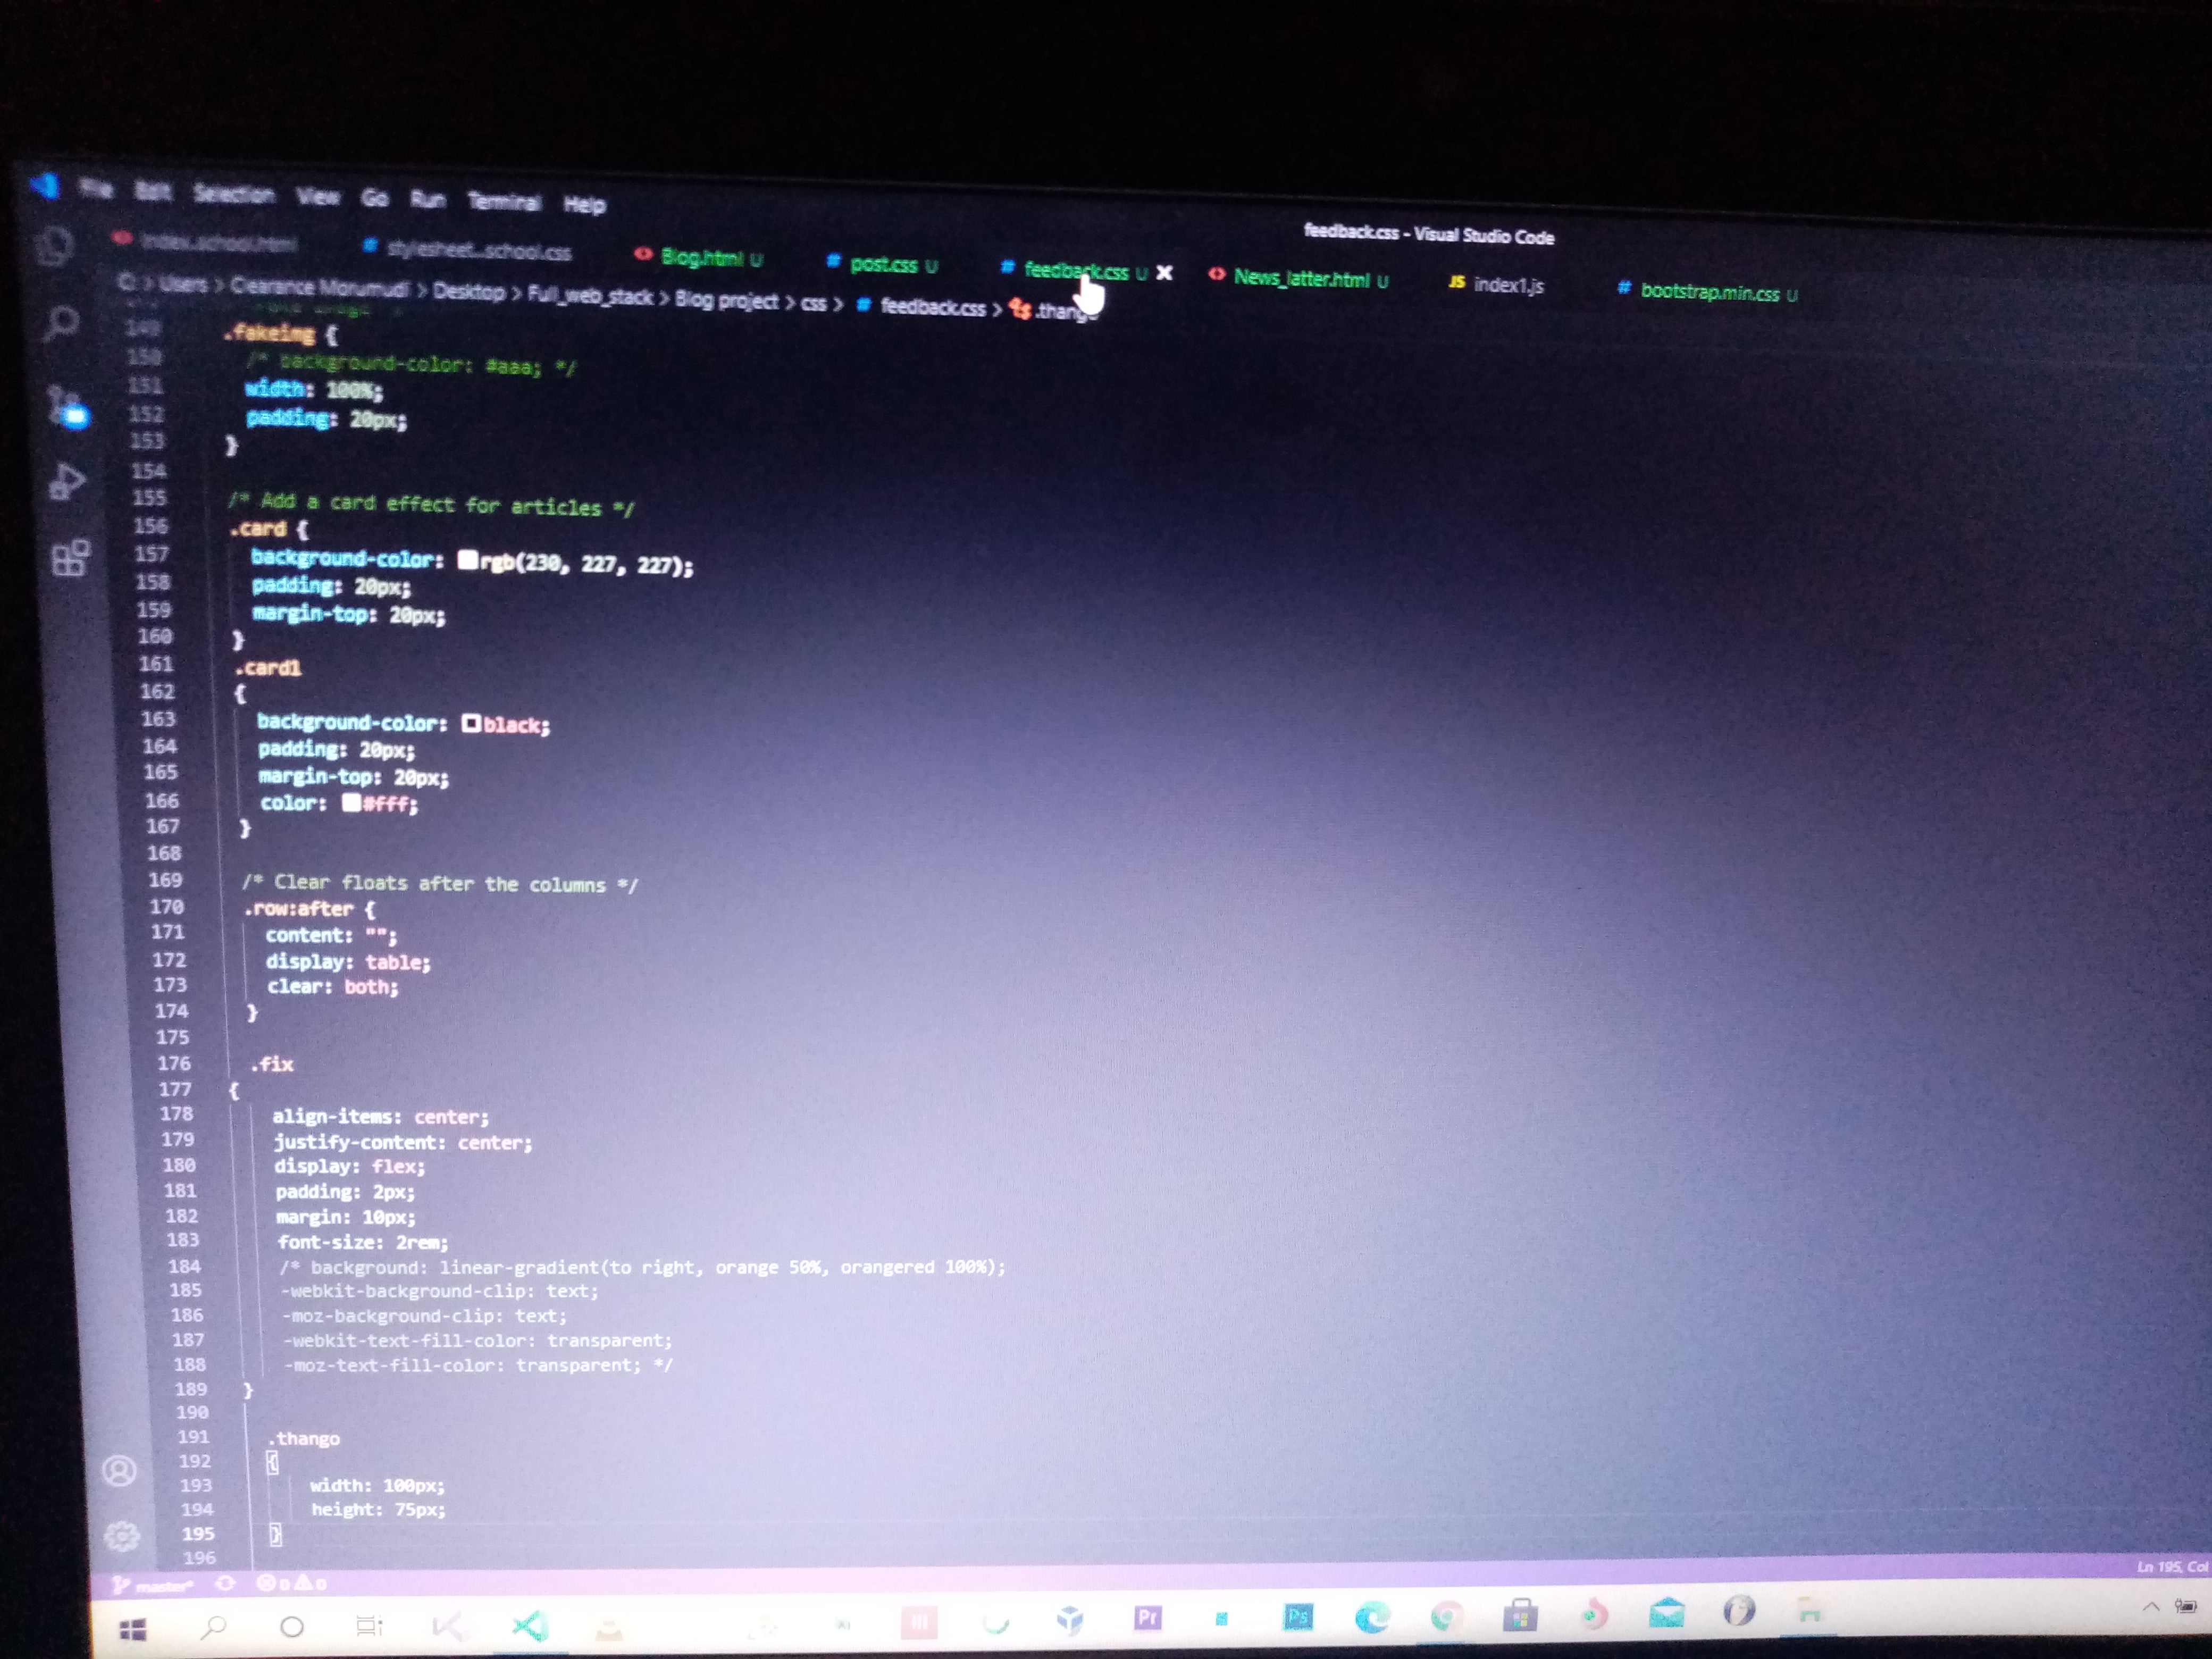 File Edit Selection View Go Run Terminal Help
feedback.css - Visual Studio Code
index.school.html stylesheet...school.css Blog.html U post.css U feedback.css U News_latter.html U JS index1.js bootstrap.min.css U
C: > Users > Clearance Morumudi > Desktop > Full_web_stack > Blog project > css > # feedback.css > .thango
149 .fakeimg {
150 /* background-color: #aaa; */
151 width: 100%;
152 padding: 20px;
153 }
154
155 /* Add a card effect for articles */
156 .card {
157 background-color: rgb(230, 227, 227);
158 padding: 20px;
159 margin-top: 20px;
160 }
161 .card1
162 {
163 background-color: black;
164 padding: 20px;
165 margin-top: 20px;
166 color: #fff;
167 }
168
169 /* Clear floats after the columns */
170 .row:after {
171 content: "";
172 display: table;
173 clear: both;
174 }
175
176 .fix
177 {
178 align-items: center;
179 justify-content: center;
180 display: flex;
181 padding: 2px;
182 margin: 10px;
183 font-size: 2rem;
184 /* background: linear-gradient(to right, orange 50%, orangered 100%);
185 -webkit-background-clip: text;
186 -moz-background-clip: text;
187 -webkit-text-fill-color: transparent;
188 -moz-text-fill-color: transparent; */
189 }
190
191 .thango
192 {
193 width: 100px;
194 height: 75px;
195 }
196
master* 0 0 Ln 195, Col
Pr Ps